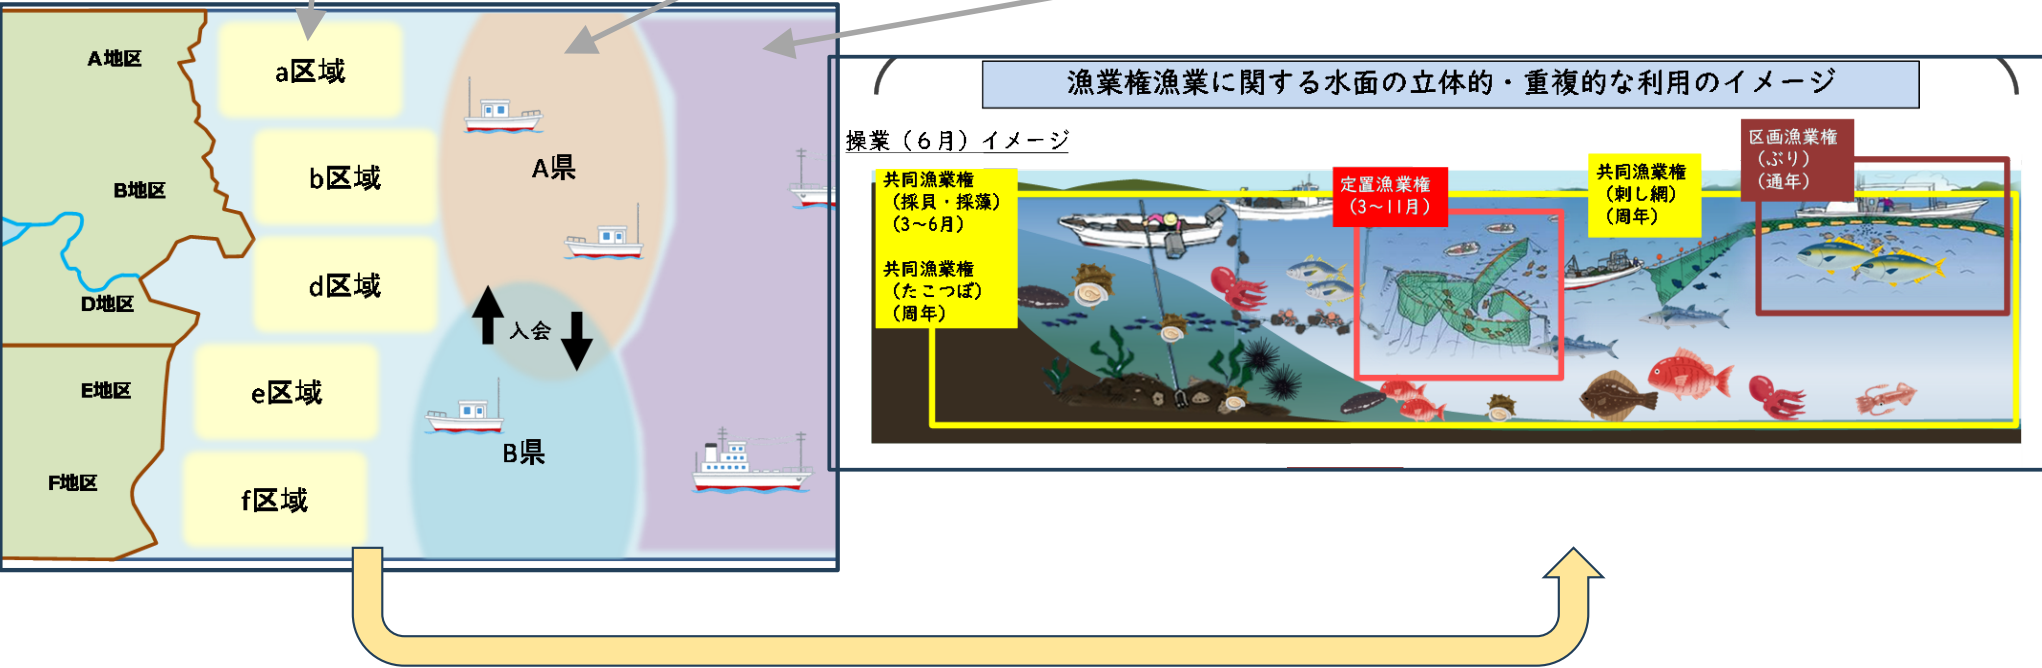 A地区
a区域
B地区
b区域
A県
D地区
d区域
入会
E地区
e区域
B県
F地区
f区域
漁業権漁業に関する水面の立体的・重複的な利用のイメージ
操業（６月）イメージ
共同漁業権
（採貝・採藻）
（3～6月）
共同漁業権
（たこつぼ）
（周年）
定置漁業権
（3～11月）
共同漁業権
（刺し網）
（周年）
区画漁業権
（ぶり）
（通年）